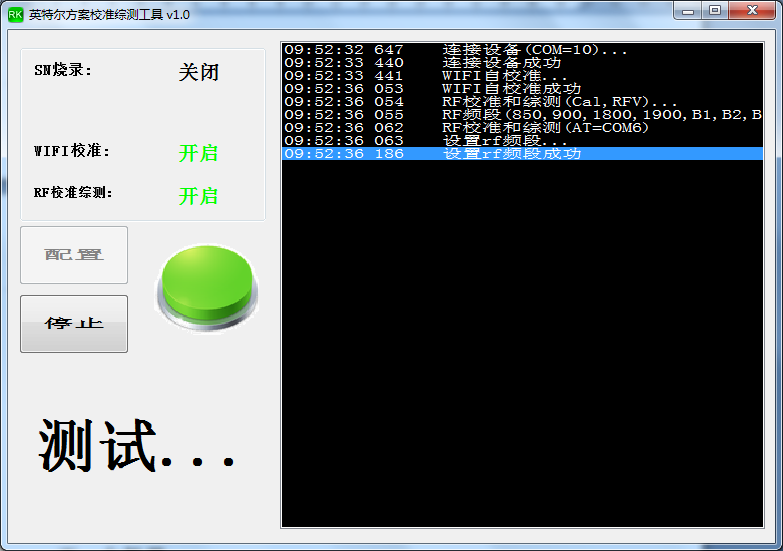 RK 英特尔方案校准综测工具 v1.0
SN烧录: 关闭
WIFI校准: 开启
RF校准综测: 开启
配置
停止
测试...
09:52:32 647 连接设备(COM=10)...
09:52:33 440 连接设备成功
09:52:33 441 WIFI自校准...
09:52:36 053 WIFI自校准成功
09:52:36 054 RF校准和综测(Cal,RFV)...
09:52:36 055 RF频段(850,900,1800,1900,B1,B2,B
09:52:36 062 RF校准和综测(AT=COM6)
09:52:36 063 设置rf频段...
09:52:36 186 设置rf频段成功